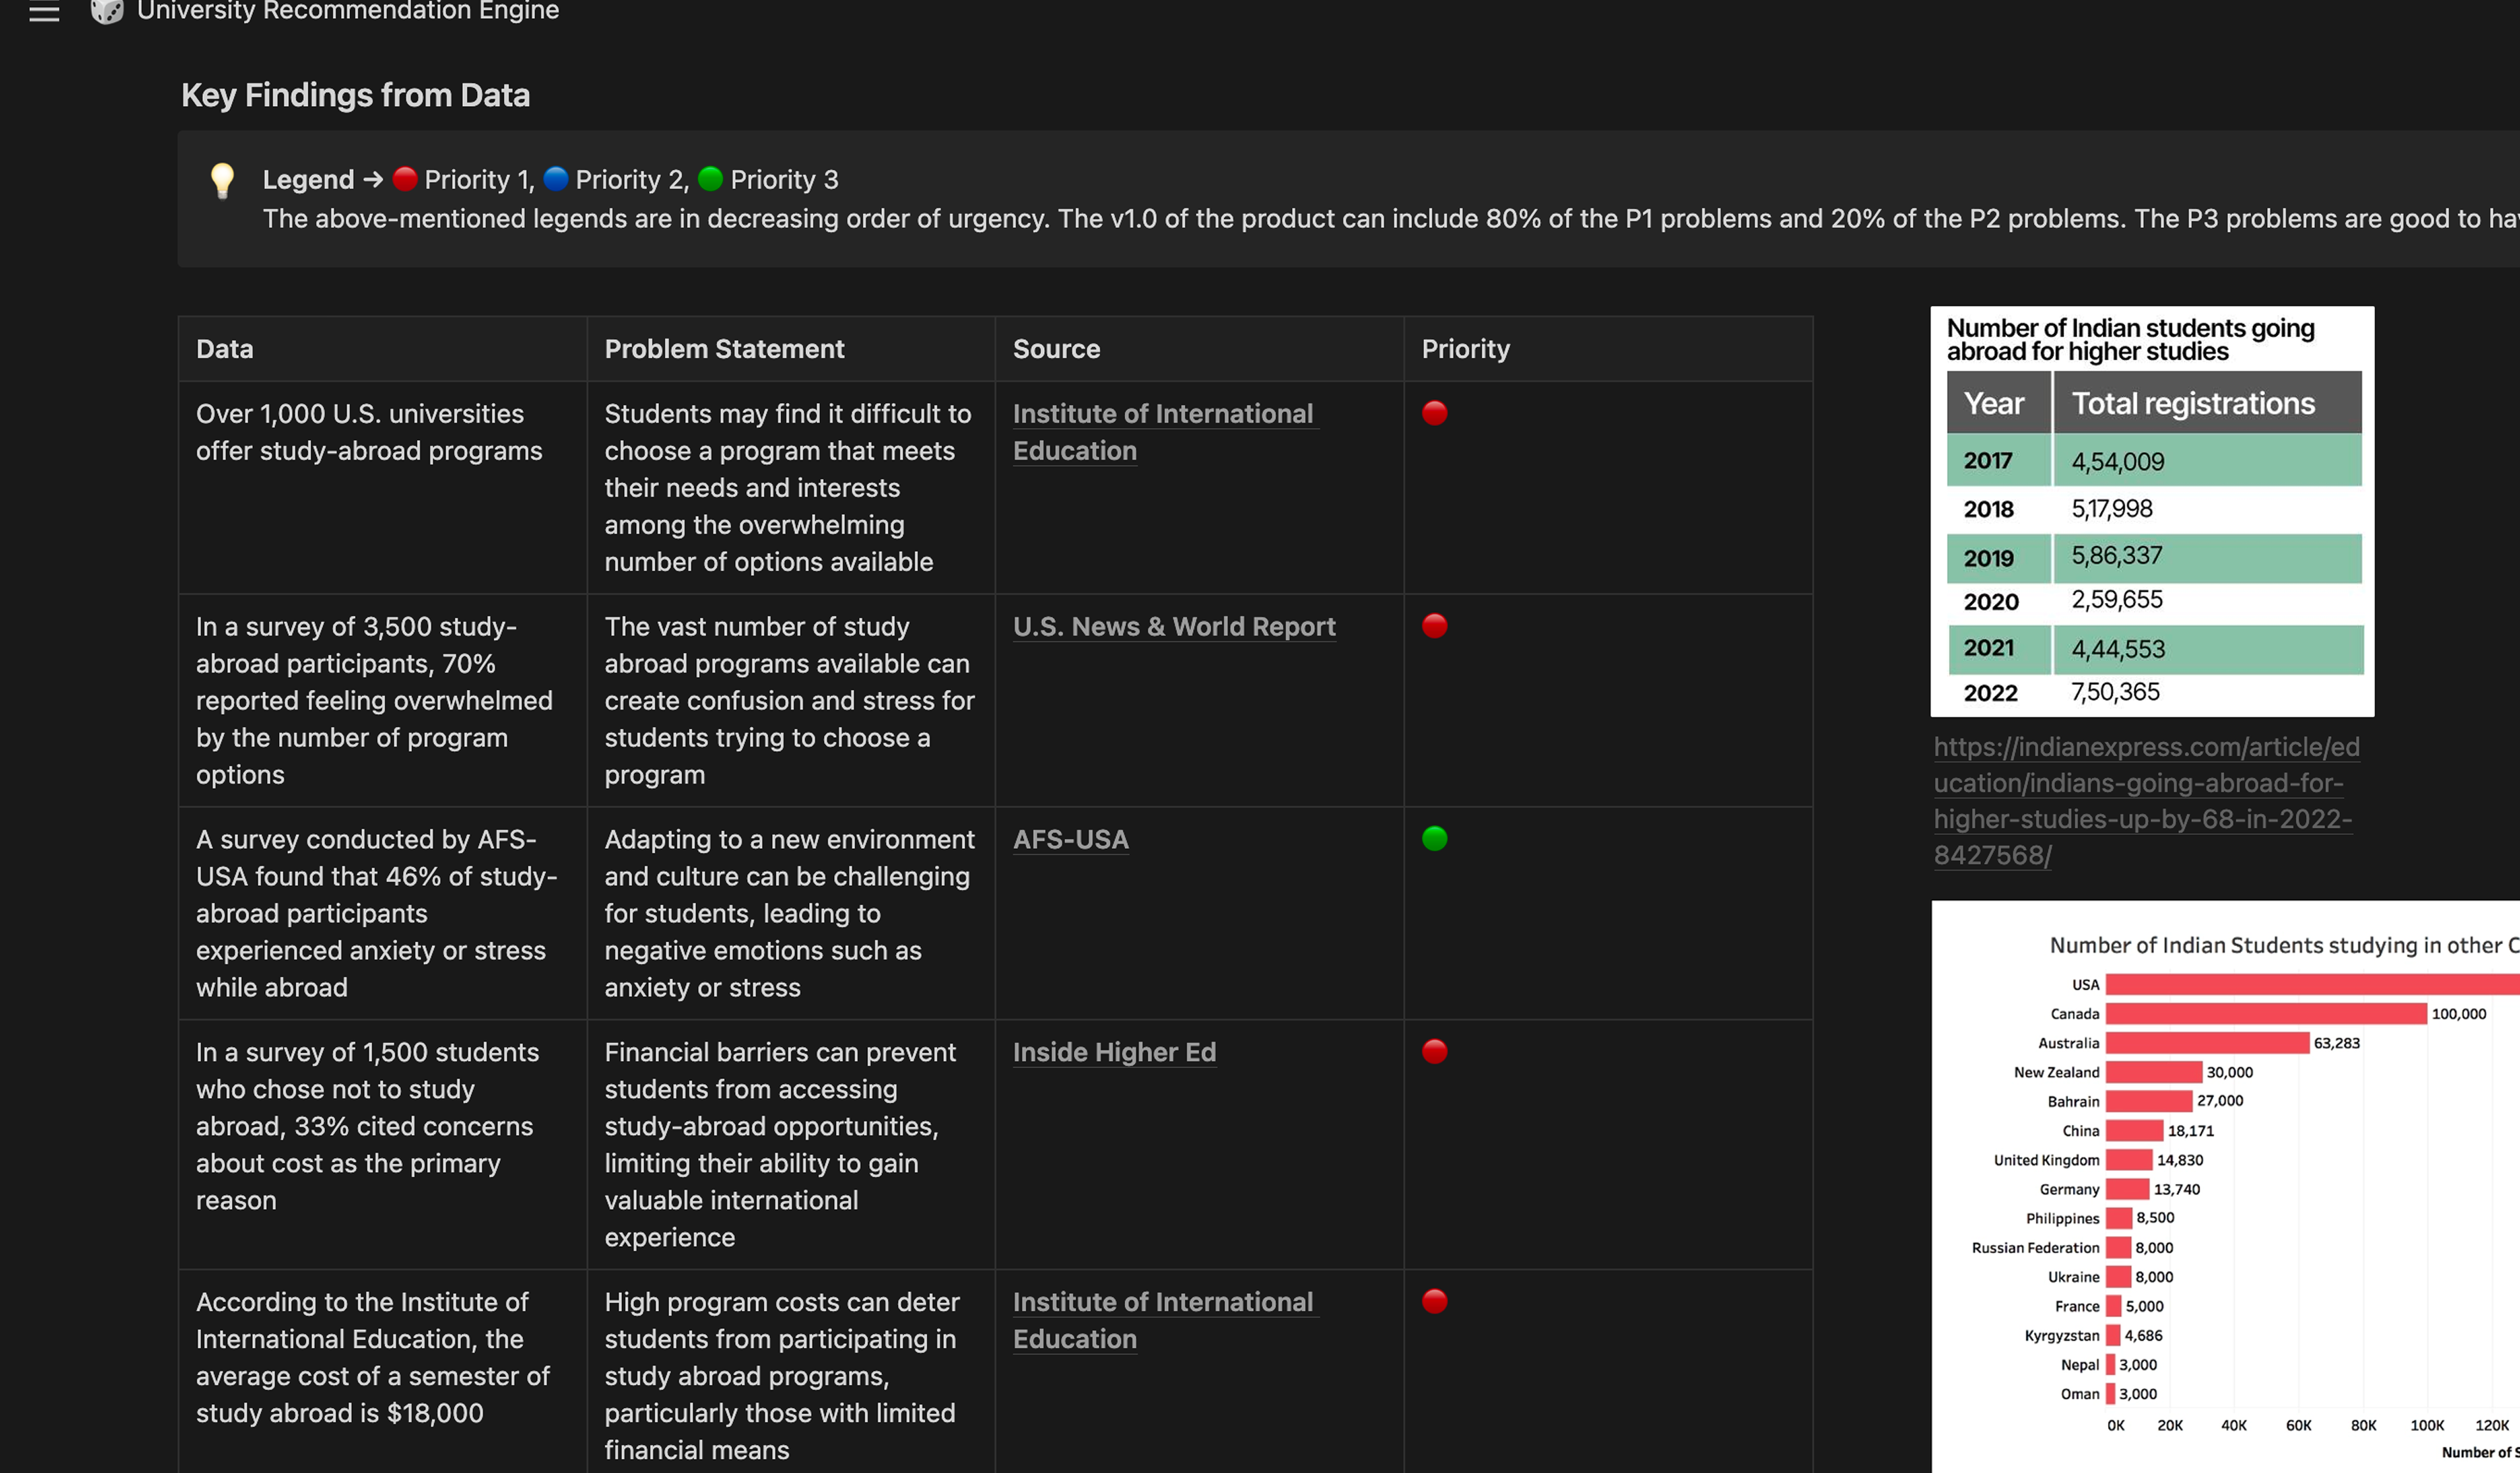 University Recommendation Engine
Key Findings from Data
Legend → Priority 1, Priority 2, Priority 3
The above-mentioned legends are in decreasing order of urgency. The v1.0 of the product can include 80% of the P1 problems and 20% of the P2 problems. The P3 problems are good to
Data
Problem Statement
Source
Priority
Over 1,000 U.S. universities
offer study-abroad programs
Students may find it difficult to
choose a program that meets
their needs and interests
among the overwhelming
number of options available
Institute of International
Education
In a survey of 3,500 study-
abroad participants, 70%
reported feeling overwhelmed
by the number of program
options
The vast number of study
abroad programs available can
create confusion and stress for
students trying to choose a
program
U.S. News & World Report
A survey conducted by AFS-
USA found that 46% of study-
abroad participants
experienced anxiety or stress
while abroad
Adapting to a new environment
and culture can be challenging
for students, leading to
negative emotions such as
anxiety or stress
AFS-USA
In a survey of 1,500 students
who chose not to study
abroad, 33% cited concerns
about cost as the primary
reason
Financial barriers can prevent
students from accessing
study-abroad opportunities,
limiting their ability to gain
valuable international
experience
Inside Higher Ed
According to the Institute of
International Education, the
average cost of a semester of
study abroad is $18,000
High program costs can deter
students from participating in
study abroad programs,
particularly those with limited
financial means
Institute of International
Education
Number of Indian students going
abroad for higher studies
Year Total registrations
2017 4,54,009
2018 5,17,998
2019 5,86,337
2020 2,59,655
2021 4,44,553
2022 7,50,365
https://indianexpress.com/article/ed
ucation/indians-going-abroad-for-
higher-studies-up-by-68-in-2022-
8427568/
Number of Indian Students studying in other
USA
Canada 100,000
Australia 63,283
New Zealand 30,000
Bahrain 27,000
China 18,171
United Kingdom 14,830
Germany 13,740
Philippines 8,500
Russian Federation 8,000
Ukraine 8,000
France 5,000
Kyrgyzstan 4,686
Nepal 3,000
Oman 3,000
0K 20K 40K 60K 80K 100K 120K
Number of